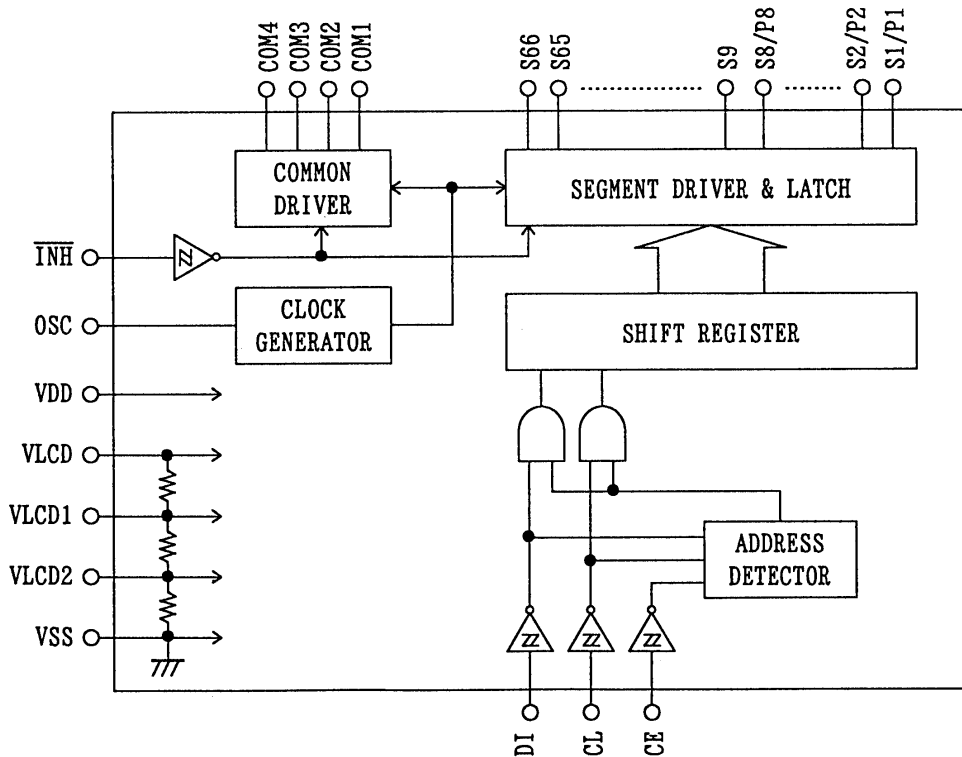 COM4
COM3
COM2
COM1
S66
S65
S9
S8/P8
S2/P2
S1/P1
COMMON
DRIVER
SEGMENT DRIVER & LATCH
INH
OSC
CLOCK
GENERATOR
SHIFT REGISTER
VDD
VLCD
VLCD1
VLCD2
VSS
ADDRESS
DETECTOR
DI
CL
CE